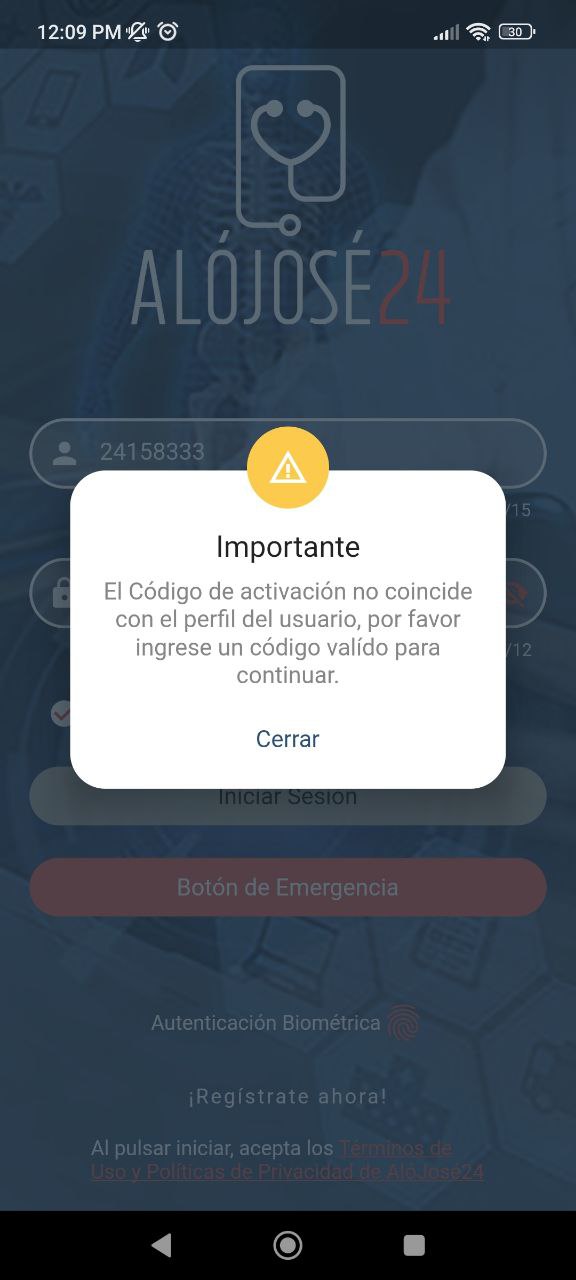 12:09 PM
30
ALÓJOSÉ24
24158333
/15
Importante
El Código de activación no coincide
con el perfil del usuario, por favor
ingrese un código valído para
continuar.
/12
Cerrar
Iniciar Sesión
Botón de Emergencia
Autenticación Biométrica
¡Regístrate ahora!
Al pulsar iniciar, acepta los Términos de
Uso y Políticas de Privacidad de AlóJosé24